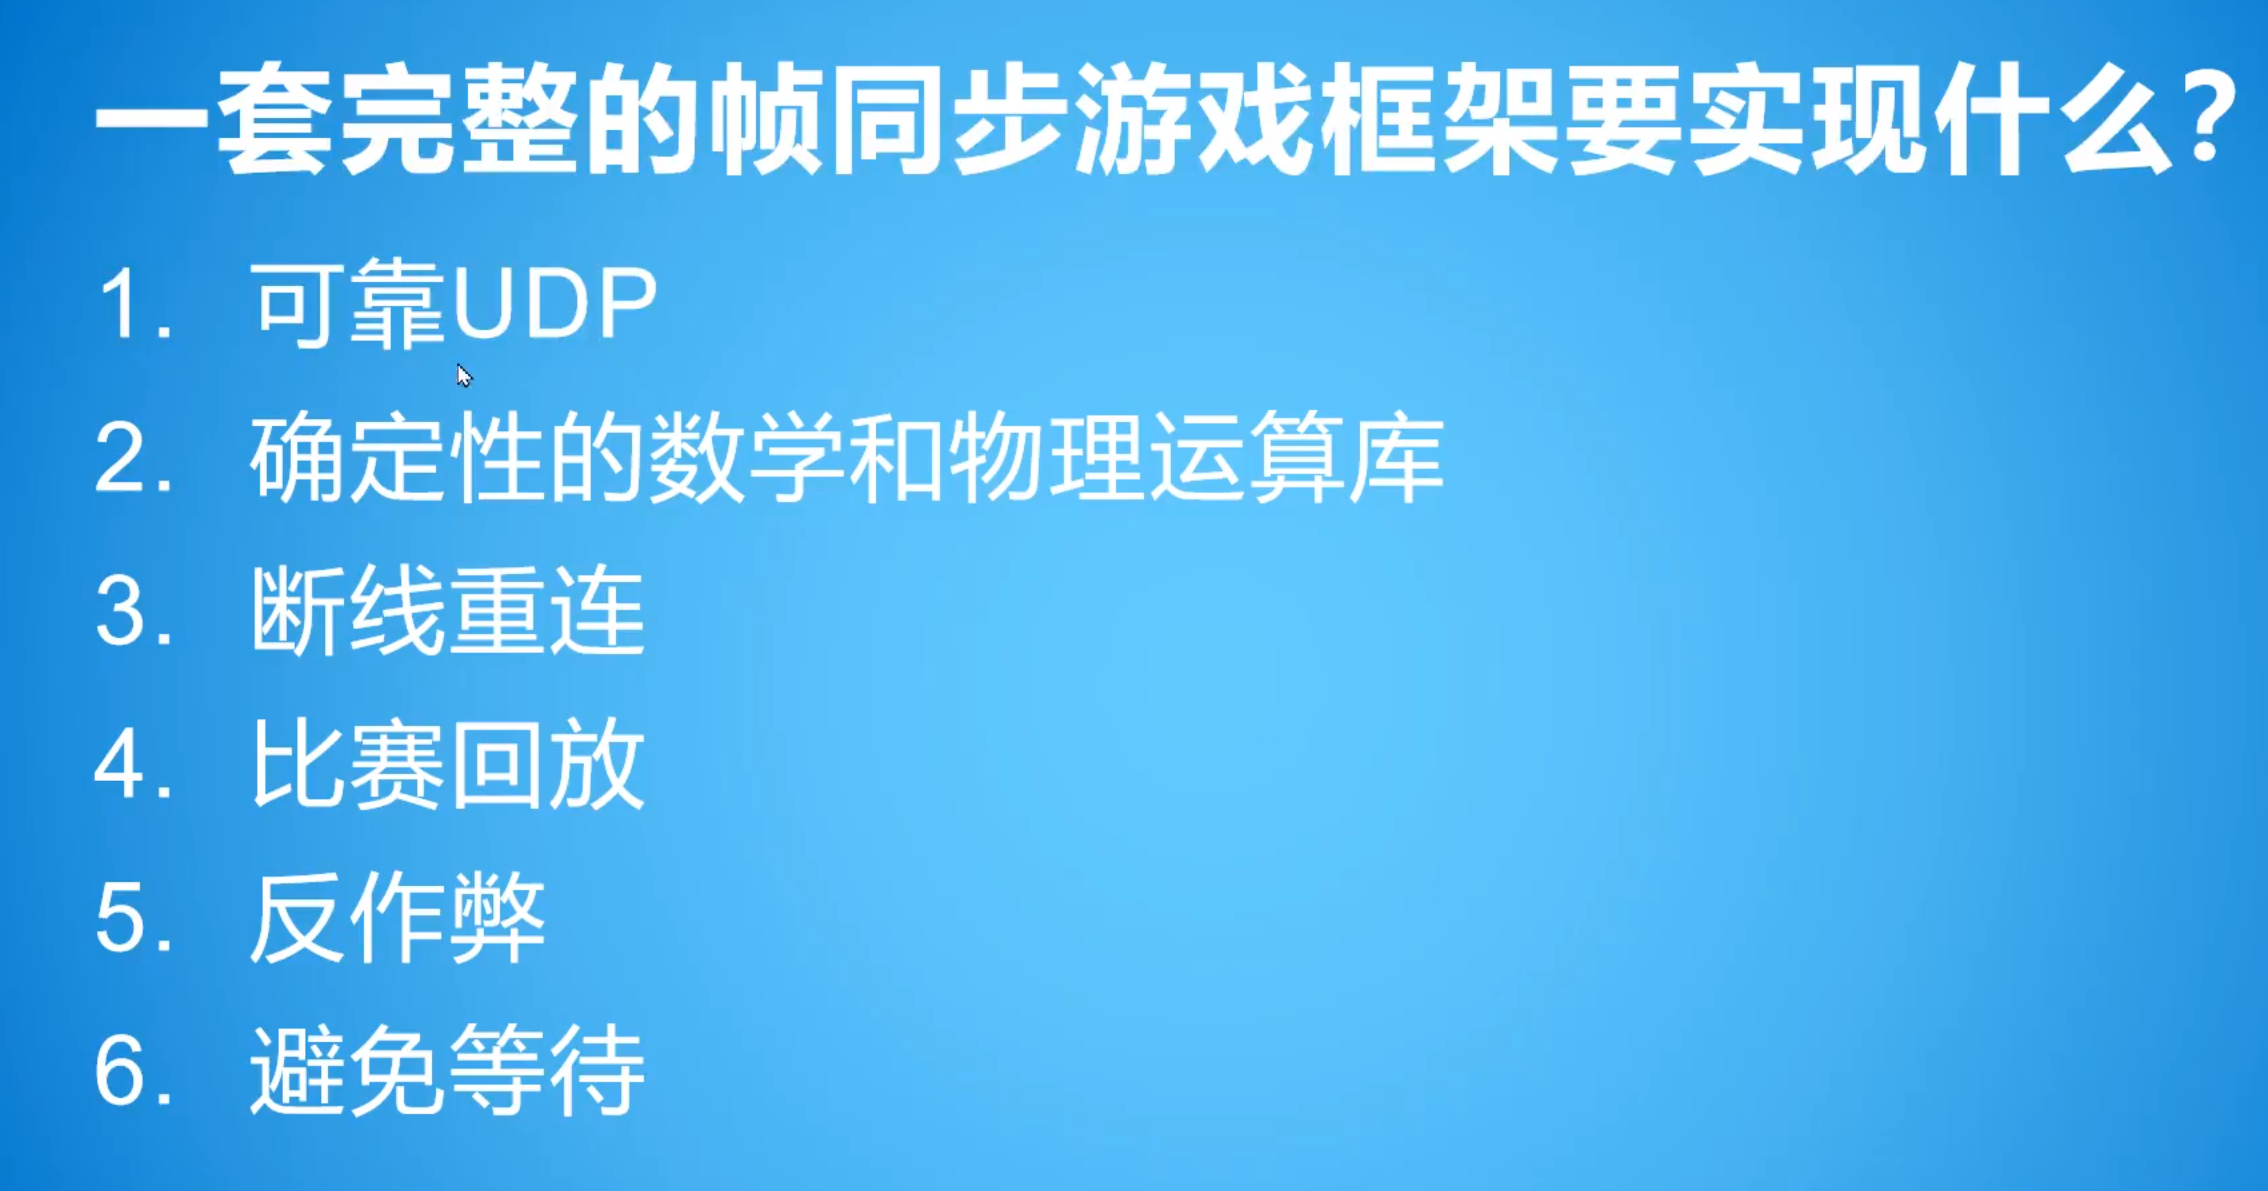 一套完整的帧同步游戏框架要实现什么？
1. 可靠UDP
2. 确定性的数学和物理运算库
3. 断线重连
4. 比赛回放
5. 反作弊
6. 避免等待